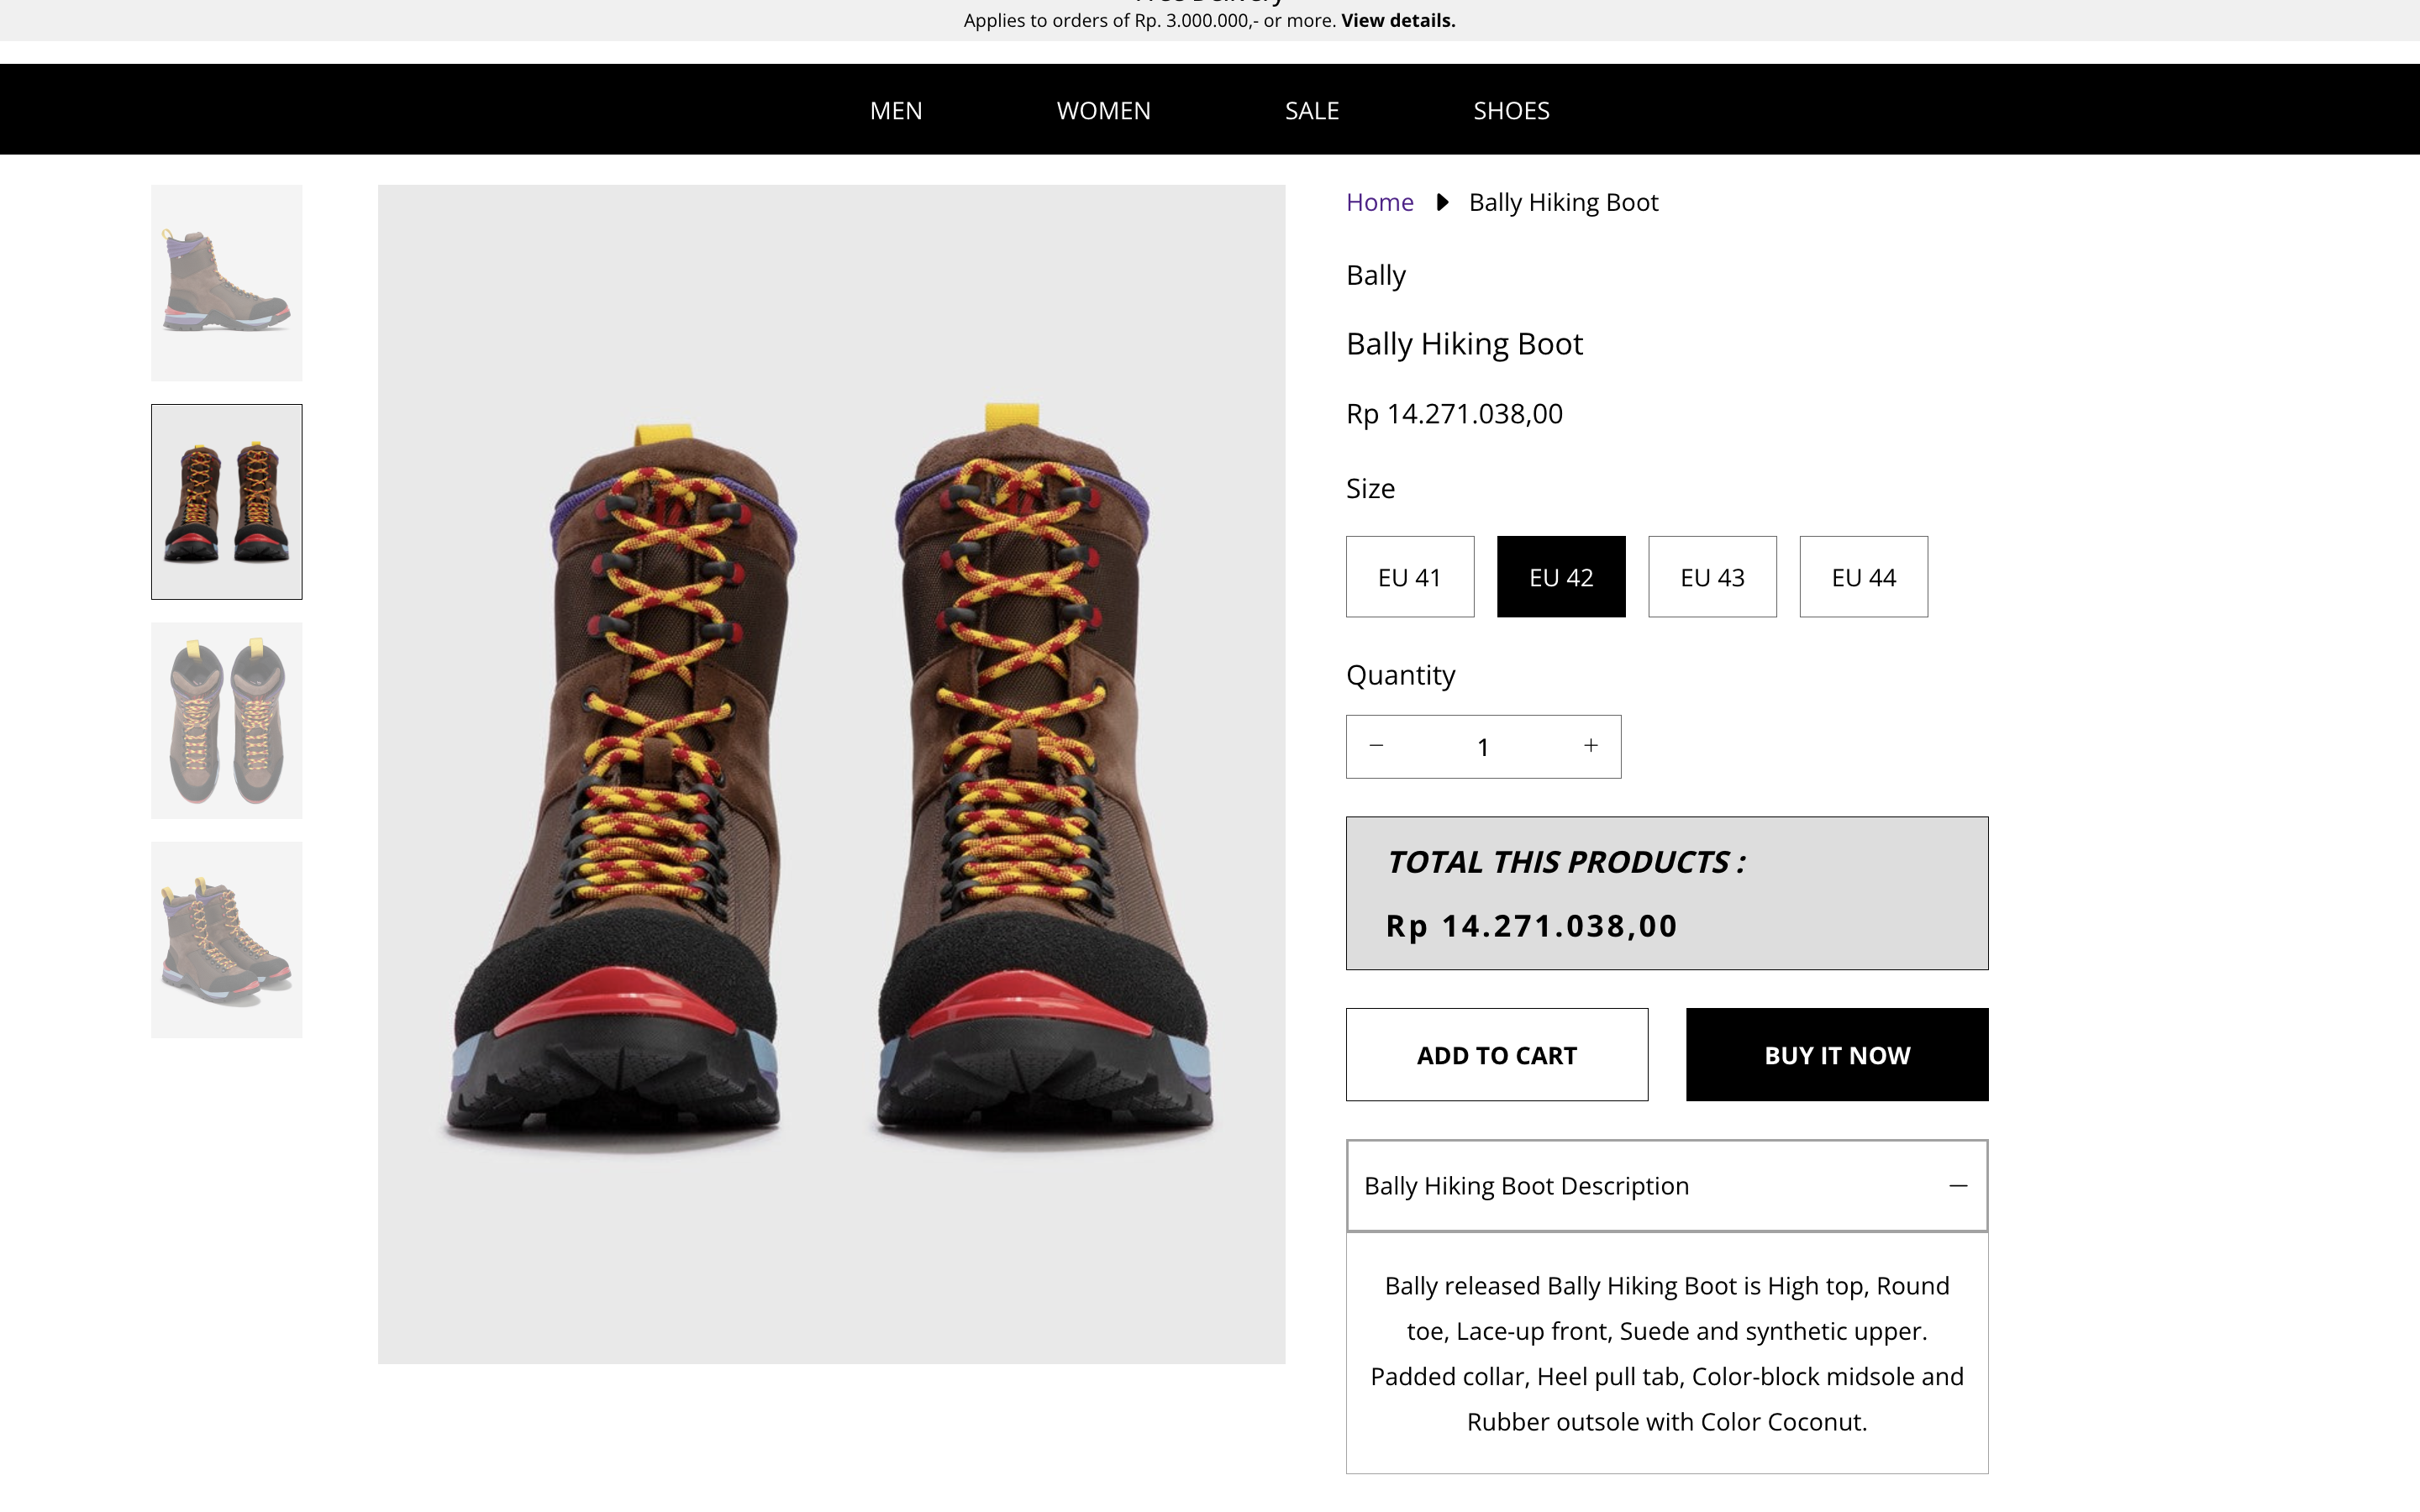 Free Delivery
Applies to orders of Rp. 3.000.000,- or more. View details.
MEN
WOMEN
SALE
SHOES
Home
Bally Hiking Boot
Bally
Bally Hiking Boot
Rp 14.271.038,00
Size
EU 41
EU 42
EU 43
EU 44
Quantity
− 1 +
TOTAL THIS PRODUCTS :
Rp 14.271.038,00
ADD TO CART
BUY IT NOW
Bally Hiking Boot Description
Bally released Bally Hiking Boot is High top, Round
toe, Lace-up front, Suede and synthetic upper.
Padded collar, Heel pull tab, Color-block midsole and
Rubber outsole with Color Coconut.